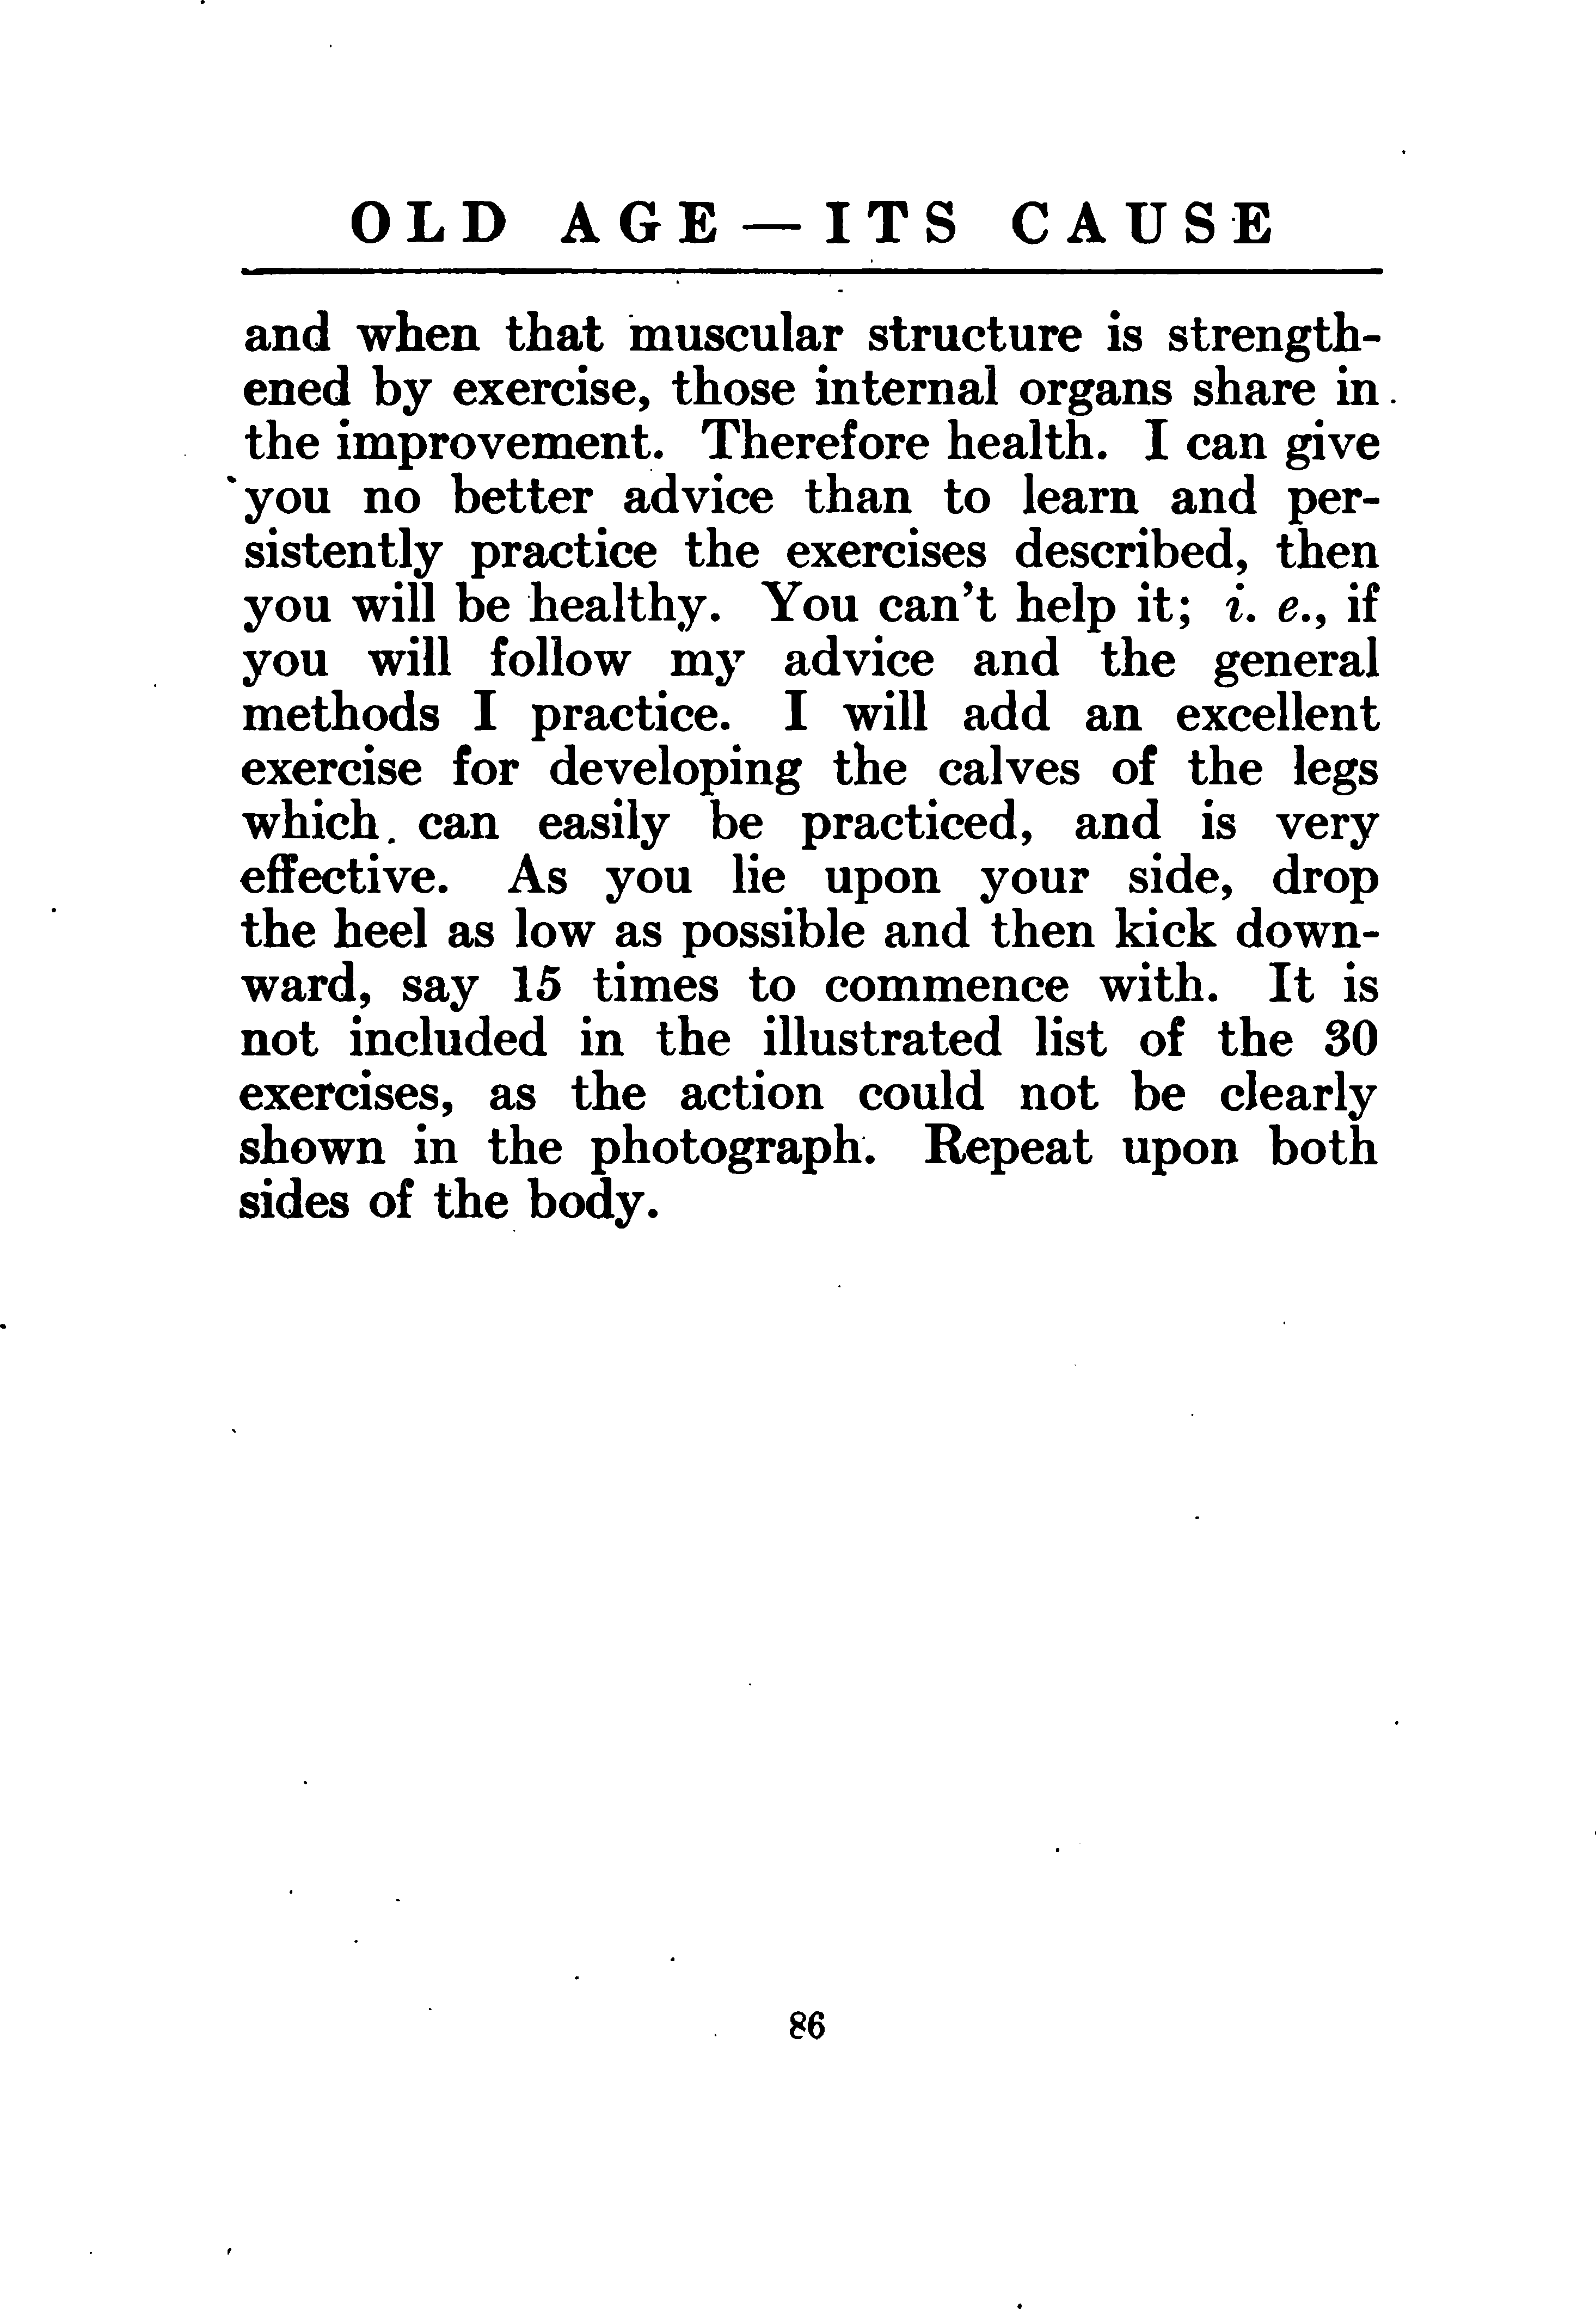 OLD AGE—ITS CAUSE
and when that muscular structure is strength-
ened by exercise, those internal organs share in
the improvement. Therefore health. I can give
you no better advice than to learn and per-
sistently practice the exercises described, then
you will be healthy. You can't help it; i. e., if
you will follow my advice and the general
methods I practice. I will add an excellent
exercise for developing the calves of the legs
which can easily be practiced, and is very
effective. As you lie upon your side, drop
the heel as low as possible and then kick down-
ward, say 15 times to commence with. It is
not included in the illustrated list of the 30
exercises, as the action could not be clearly
shown in the photograph. Repeat upon both
sides of the body.
86